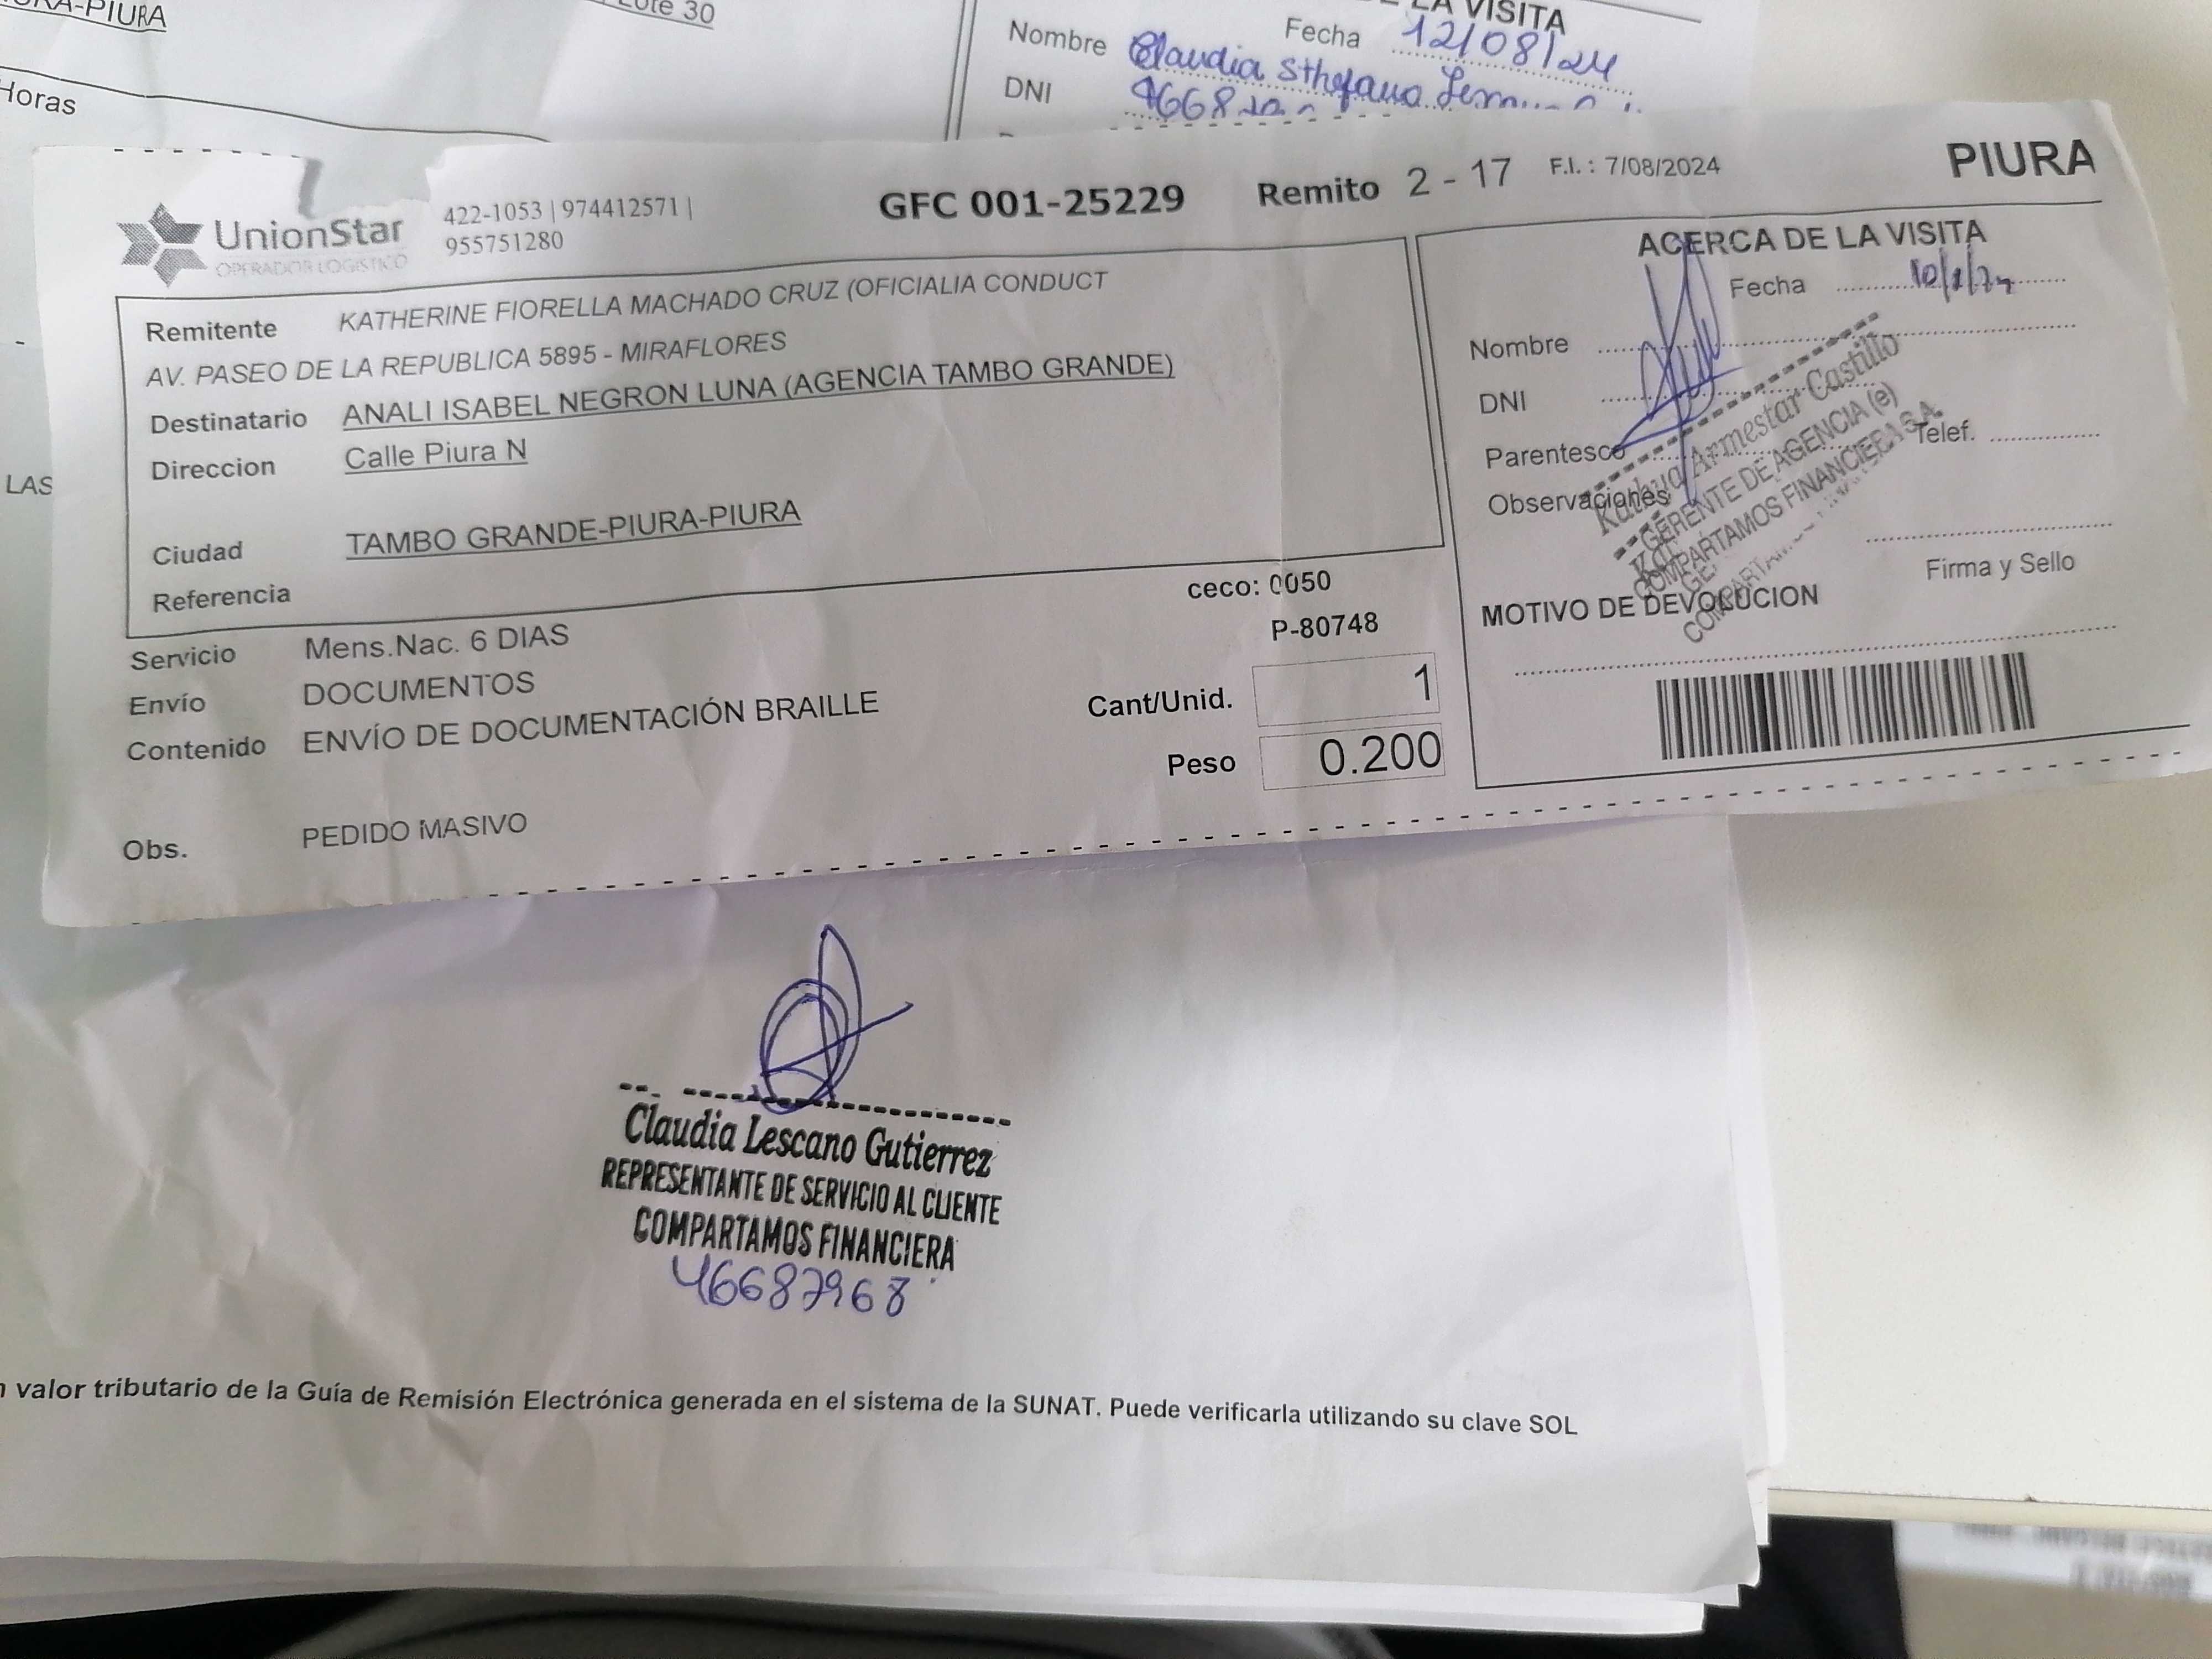 RA-PIURA
Lote 30
LA VISITA
Fecha 12/08/24
Nombre Claudia Sthefano
DNI
Horas
LAS
UnionStar
OPERADOR LOGISTICO
422-1053 | 974412571 |
955751280
GFC 001-25229
Remito 2 - 17
F.I. : 7/08/2024
PIURA
Remitente KATHERINE FIORELLA MACHADO CRUZ (OFICIALIA CONDUCT
AV. PASEO DE LA REPUBLICA 5895 - MIRAFLORES
Destinatario ANALI ISABEL NEGRON LUNA (AGENCIA TAMBO GRANDE)
Direccion Calle Piura N
Ciudad TAMBO GRANDE-PIURA-PIURA
Referencia
ceco: 0050
P-80748
Servicio Mens.Nac. 6 DIAS
Envío DOCUMENTOS
Contenido ENVÍO DE DOCUMENTACIÓN BRAILLE
Cant/Unid. 1
Peso 0.200
Obs. PEDIDO MASIVO
ACERCA DE LA VISITA
Fecha
Nombre
DNI
Parentesco
Telef.
Observaciones
Armestar Castillo
GERENTE DE AGENCIA (e)
COMPARTAMOS FINANCIERA S.A.
Firma y Sello
MOTIVO DE DEVOLUCION
Claudia Lescano Gutierrez
REPRESENTANTE DE SERVICIO AL CLIENTE
COMPARTAMOS FINANCIERA
46687968
valor tributario de la Guía de Remisión Electrónica generada en el sistema de la SUNAT. Puede verificarla utilizando su clave SOL